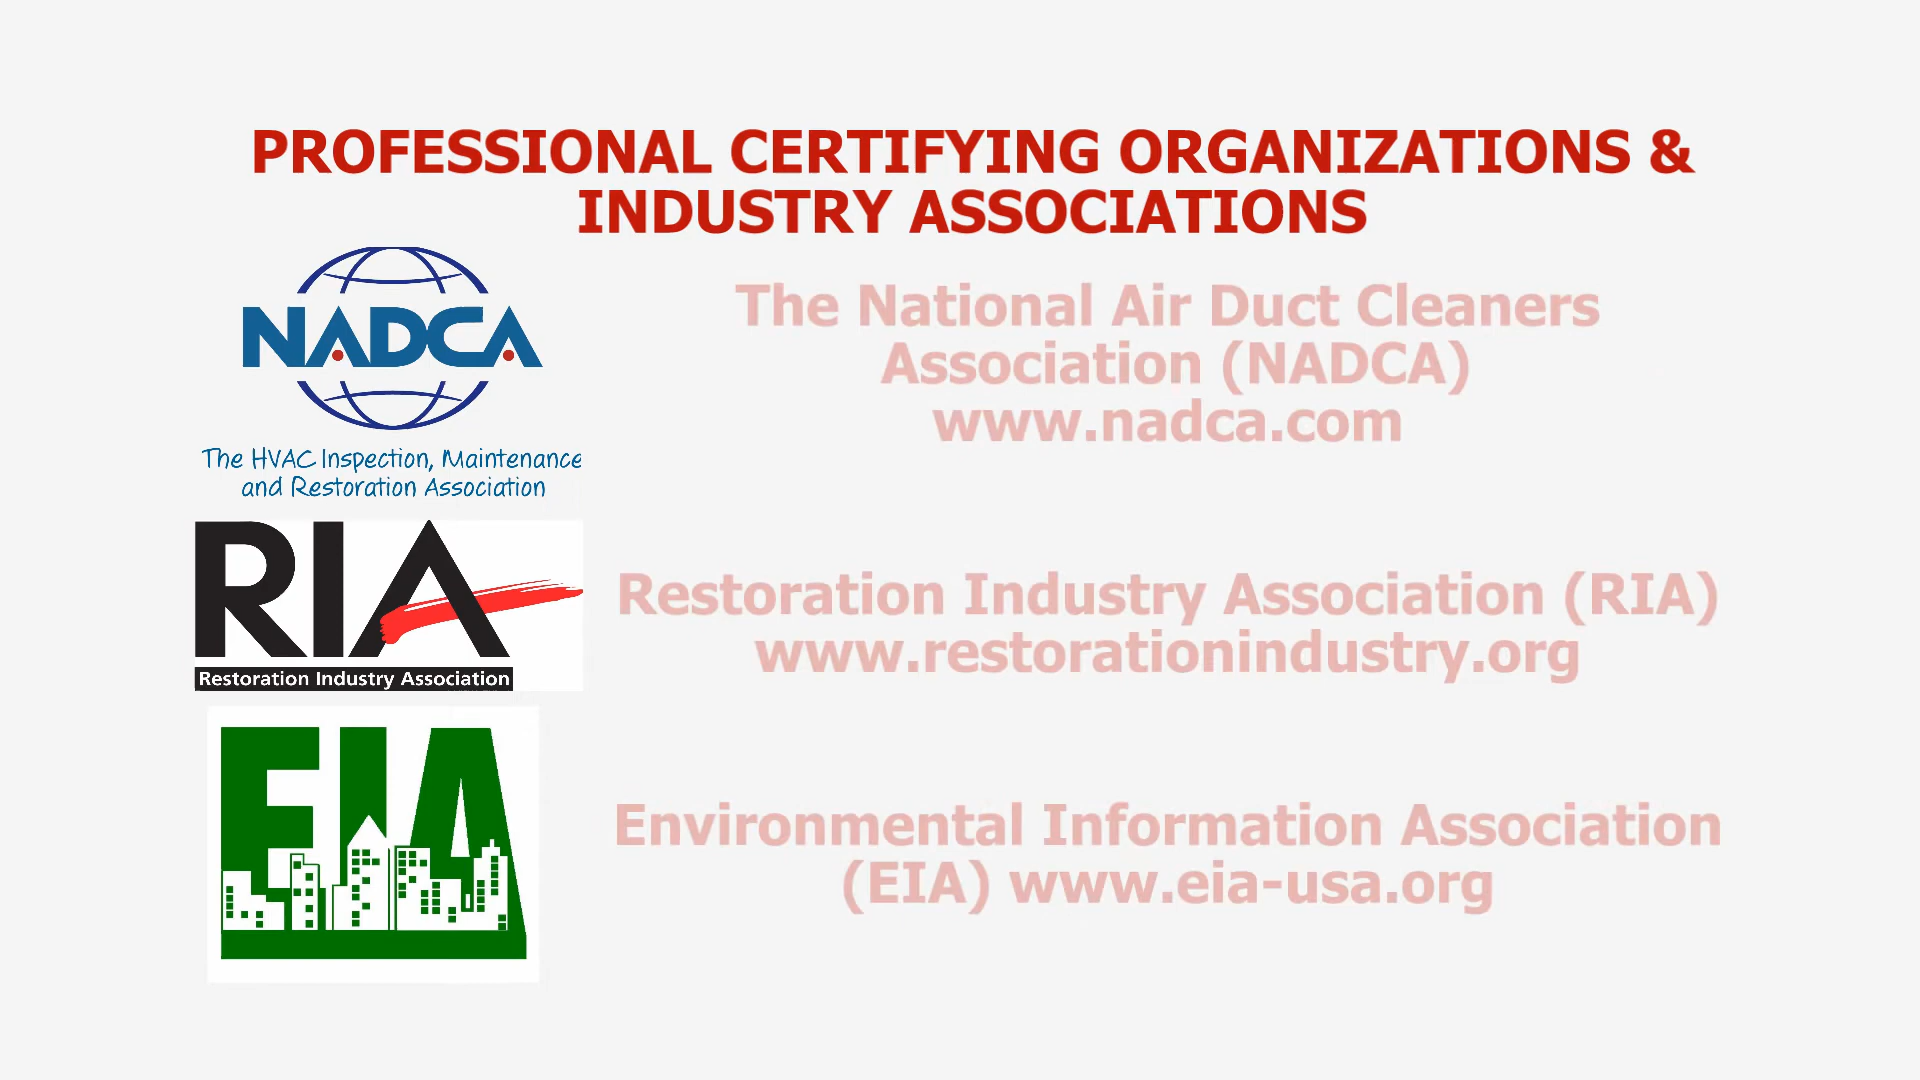 PROFESSIONAL CERTIFYING ORGANIZATIONS &
INDUSTRY ASSOCIATIONS
NADCA
The HVAC Inspection, Maintenance
and Restoration Association
The National Air Duct Cleaners
Association (NADCA)
www.nadca.com
RIA
Restoration Industry Association
Restoration Industry Association (RIA)
www.restorationindustry.org
EIA
Environmental Information Association
(EIA) www.eia-usa.org